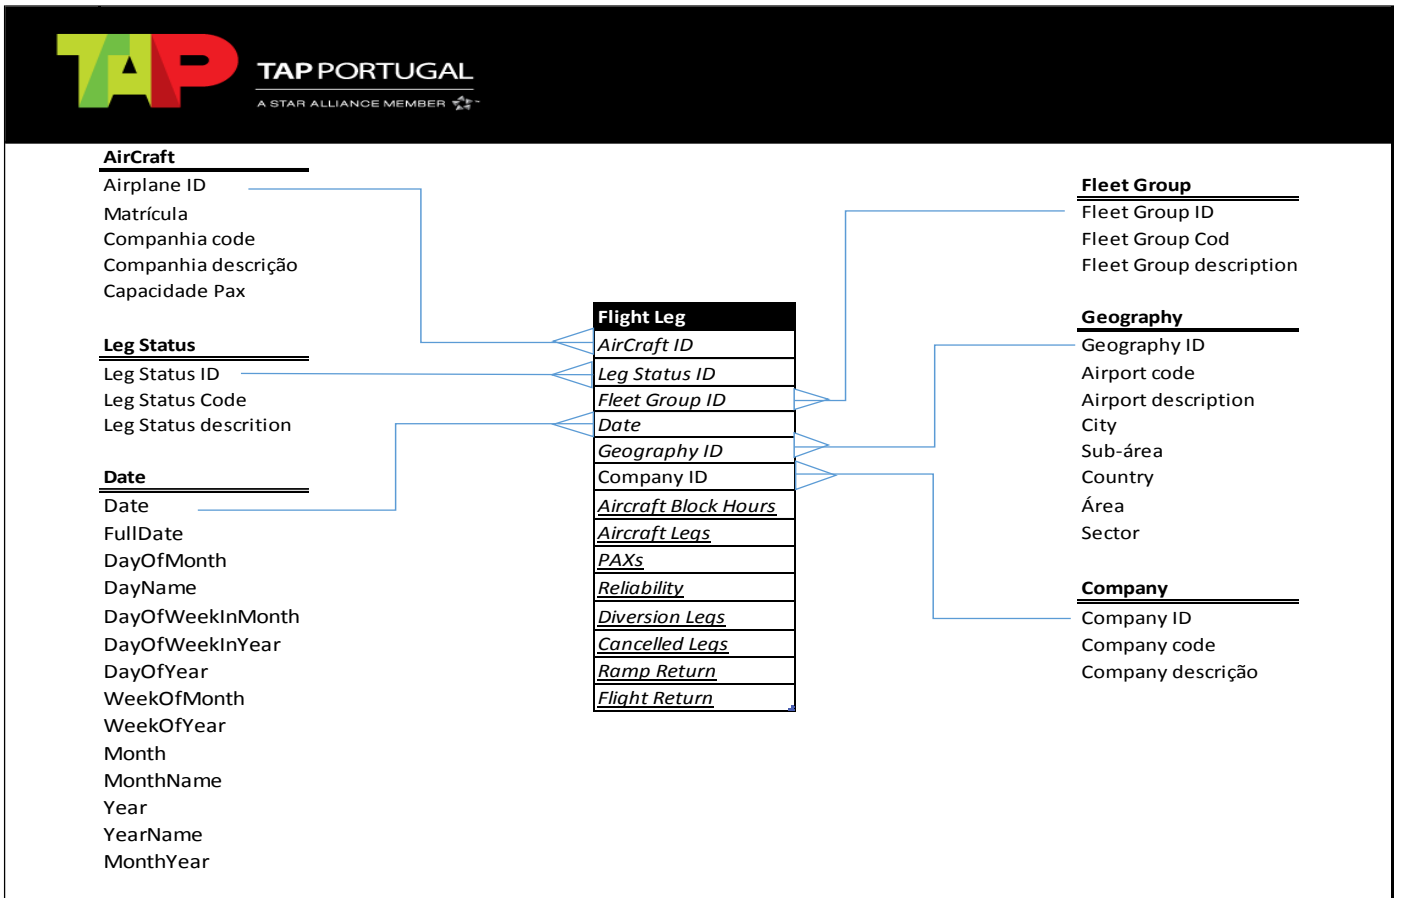 TAP
TAP PORTUGAL
A STAR ALLIANCE MEMBER
AirCraft
Airplane ID
Matrícula
Companhia code
Companhia descrição
Capacidade Pax
Leg Status
Leg Status ID
Leg Status Code
Leg Status descrition
Date
Date
FullDate
DayOfMonth
DayName
DayOfWeekInMonth
DayOfWeekInYear
DayOfYear
WeekOfMonth
WeekOfYear
Month
MonthName
Year
YearName
MonthYear
Flight Leg
AirCraft ID
Leg Status ID
Fleet Group ID
Date
Geography ID
Company ID
Aircraft Block Hours
Aircraft Legs
PAXs
Reliability
Diversion Legs
Cancelled Legs
Ramp Return
Flight Return
Fleet Group
Fleet Group ID
Fleet Group Cod
Fleet Group description
Geography
Geography ID
Airport code
Airport description
City
Sub-área
Country
Área
Sector
Company
Company ID
Company code
Company descrição